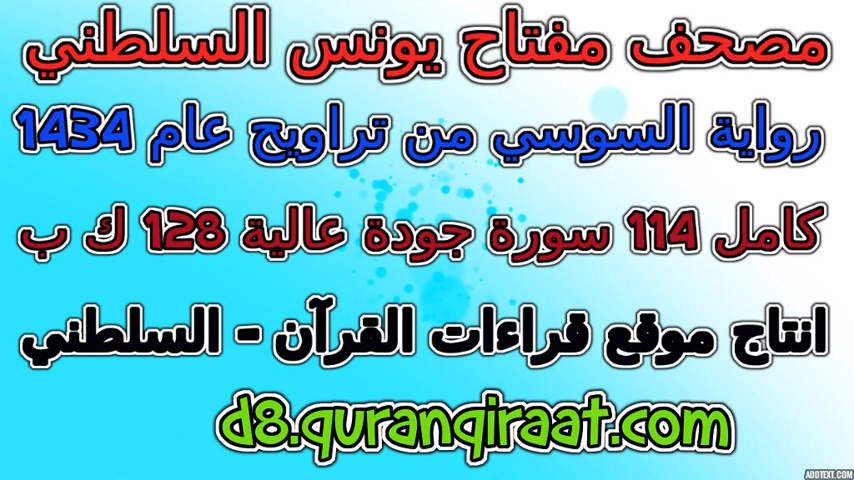 مصحف مفتاح يونس السلطني
رواية السوسي من تراويح عام 1434
كامل 114 سورة جودة عالية 128 ك ب
انتاج موقع قراءات القرآن - السلطني
d8.quranqiraat.com
ADDTEXT.COM